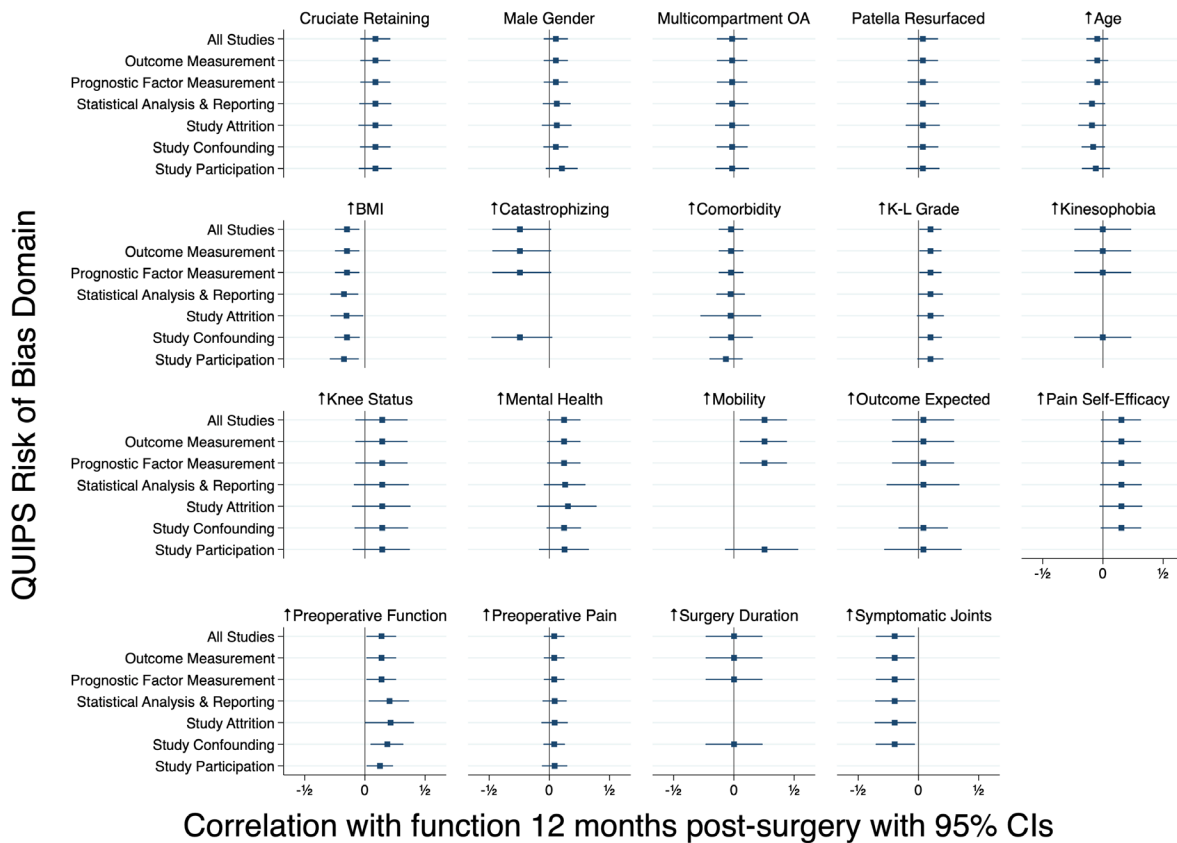 QUIPS Risk of Bias Domain
Cruciate Retaining Male Gender Multicompartment OA Patella Resurfaced ↑Age
All Studies
Outcome Measurement
Prognostic Factor Measurement
Statistical Analysis & Reporting
Study Attrition
Study Confounding
Study Participation
↑BMI ↑Catastrophizing ↑Comorbidity ↑K-L Grade ↑Kinesophobia
All Studies
Outcome Measurement
Prognostic Factor Measurement
Statistical Analysis & Reporting
Study Attrition
Study Confounding
Study Participation
↑Knee Status ↑Mental Health ↑Mobility ↑Outcome Expected ↑Pain Self-Efficacy
All Studies
Outcome Measurement
Prognostic Factor Measurement
Statistical Analysis & Reporting
Study Attrition
Study Confounding
Study Participation
-½ 0 ½
↑Preoperative Function ↑Preoperative Pain ↑Surgery Duration ↑Symptomatic Joints
All Studies
Outcome Measurement
Prognostic Factor Measurement
Statistical Analysis & Reporting
Study Attrition
Study Confounding
Study Participation
-½ 0 ½ -½ 0 ½ -½ 0 ½ -½ 0 ½
Correlation with function 12 months post-surgery with 95% CIs